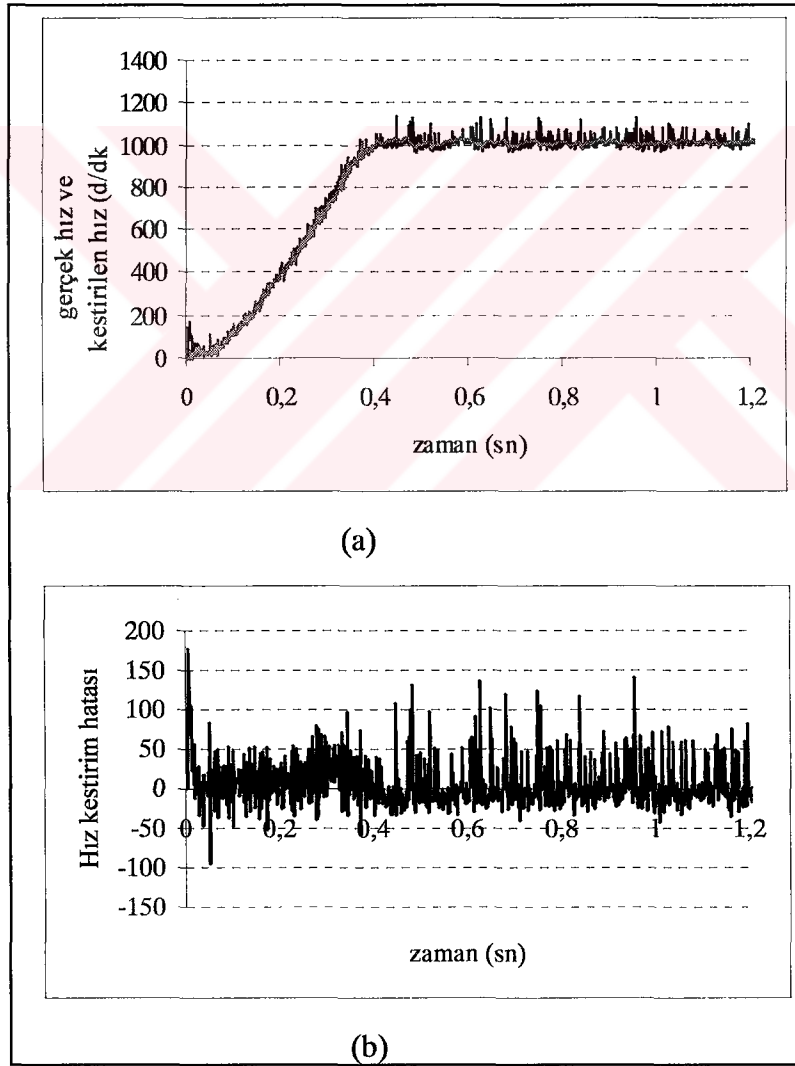 1400
1200
1000
800
600
400
200
0
gerçek hız ve
kestirilen hız (d/dk)
0 0,2 0,4 0,6 0,8 1 1,2
zaman (sn)
(a)
200
150
100
50
0
-50
-100
-150
Hız kestirim hatası
0 0,2 0,4 0,6 0,8 1 1,2
zaman (sn)
(b)